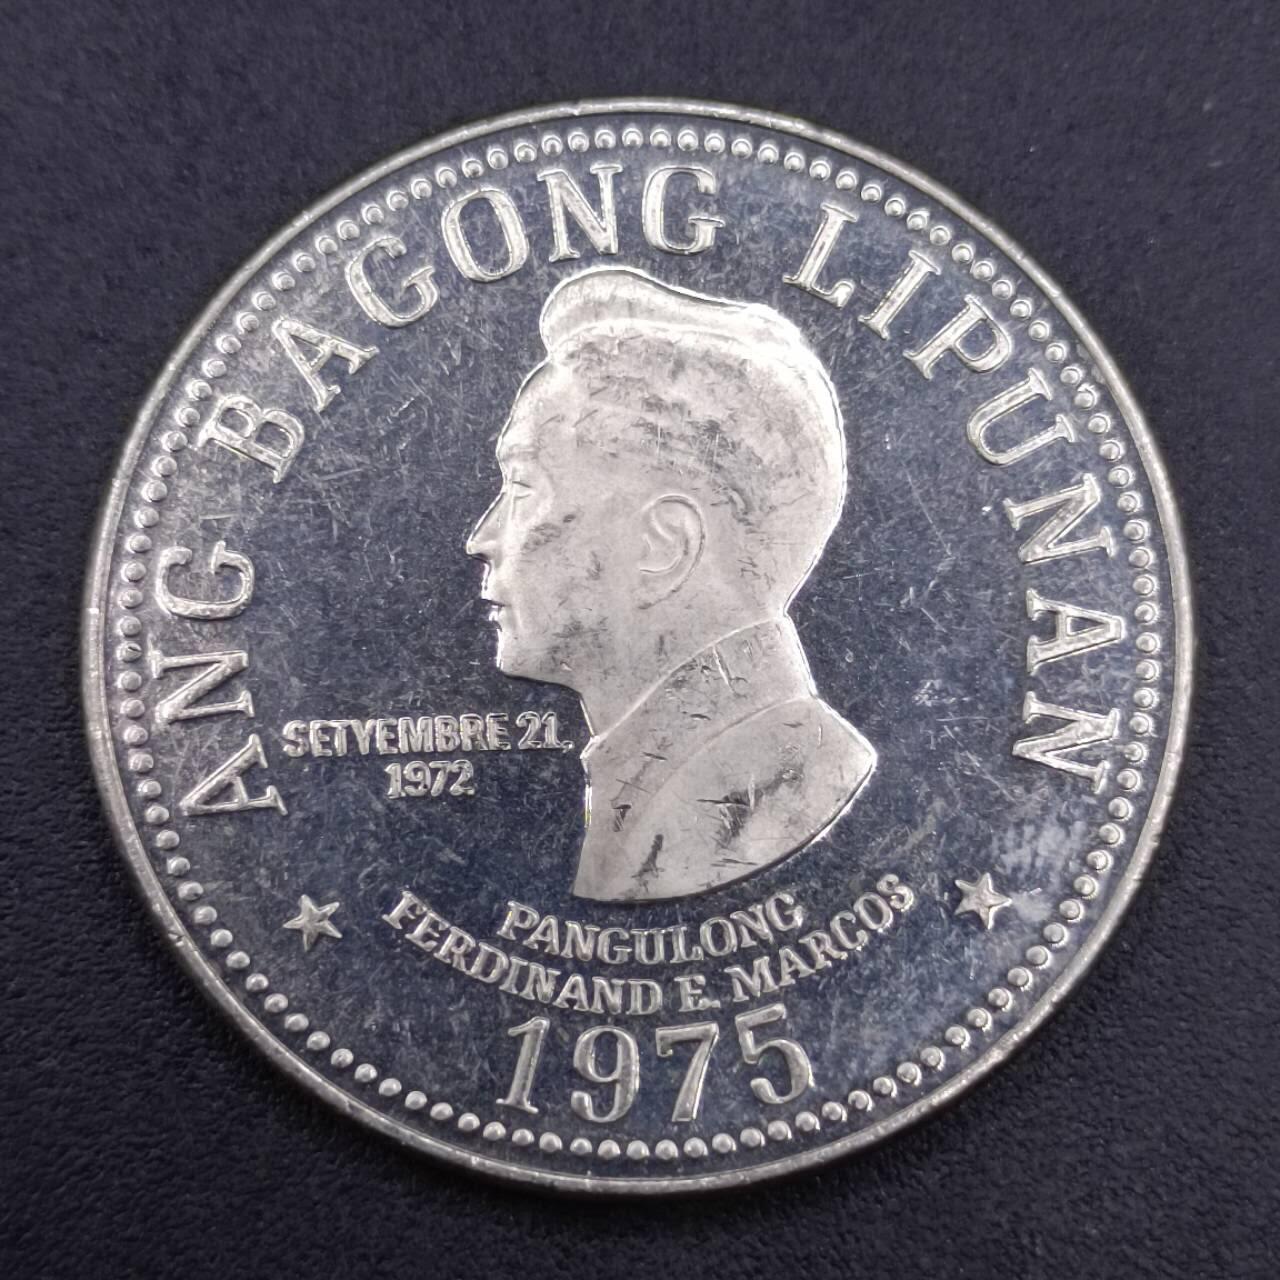 ANG BAGONG LIPUNAN
SETYEMBRE 21,
1972
PANGULONG
FERDINAND E. MARCOS
1975